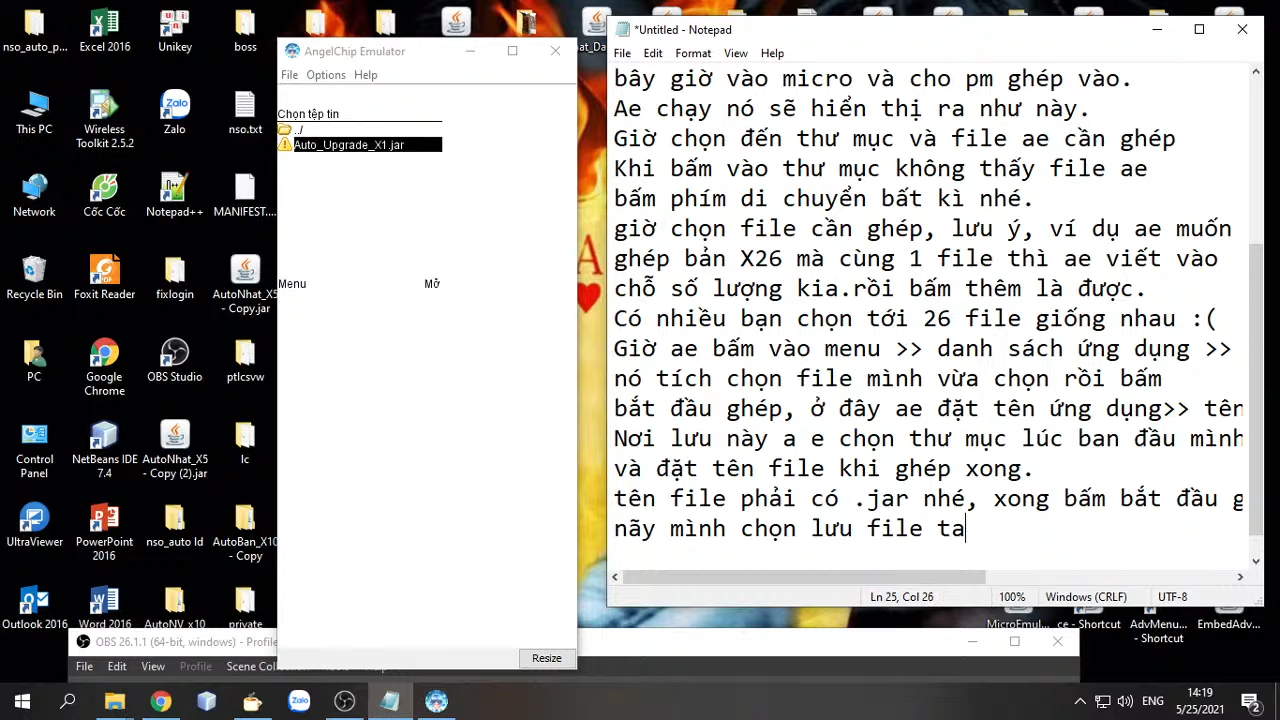 nso_auto_p...
Excel 2016
Unikey
boss
This PC
Wireless
Toolkit 2.5.2
Zalo
nso.txt
Network
Cốc Cốc
Notepad++
MANIFEST....
Recycle Bin
Foxit Reader
fixlogin
AutoNhat_X5
- Copy.jar
PC
Google
Chrome
OBS Studio
ptlcsvw
Control
Panel
NetBeans IDE
7.4
AutoNhat_X5
- Copy (2).jar
lc
UltraViewer
PowerPoint
2016
nso_auto ld
AutoBan_X10
- Copy
Outlook 2016
Word 2016
AutoNV_x10
private
AngelChip Emulator
File Options Help
Chọn tệp tin
../
Auto_Upgrade_X1.jar
Menu
Mở
Resize
*Untitled - Notepad
File Edit Format View Help
bây giờ vào micro và cho pm ghép vào.
Ae chạy nó sẽ hiển thị ra như này.
Giờ chọn đến thư mục và file ae cần ghép
Khi bấm vào thư mục không thấy file ae
bấm phím di chuyển bất kì nhé.
giờ chọn file cần ghép, lưu ý, ví dụ ae muốn
ghép bản X26 mà cùng 1 file thì ae viết vào
chỗ số lượng kia.rồi bấm thêm là được.
Có nhiều bạn chọn tới 26 file giống nhau :(
Giờ ae bấm vào menu >> danh sách ứng dụng >>
nó tích chọn file mình vừa chọn rồi bấm
bắt đầu ghép, ở đây ae đặt tên ứng dụng>> tên
Nơi lưu này a e chọn thư mục lúc ban đầu mình
và đặt tên file khi ghép xong.
tên file phải có .jar nhé, xong bấm bắt đầu g
nãy mình chọn lưu file ta
Ln 25, Col 26 100% Windows (CRLF) UTF-8
MicroEmul...
ce - Shortcut
AdvMenu...
- Shortcut
EmbedAdv...
OBS 26.1.1 (64-bit, windows) - Profile
File Edit View Profile Scene Coll
ENG
14:19
5/25/2021
2